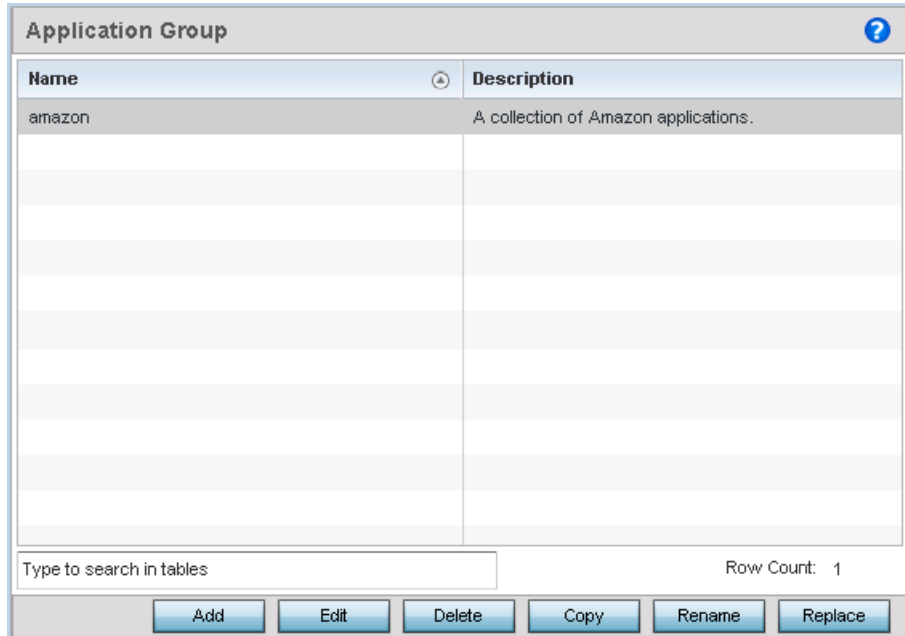 Application Group
Name Description
amazon A collection of Amazon applications.
Type to search in tables Row Count: 1
Add Edit Delete Copy Rename Replace